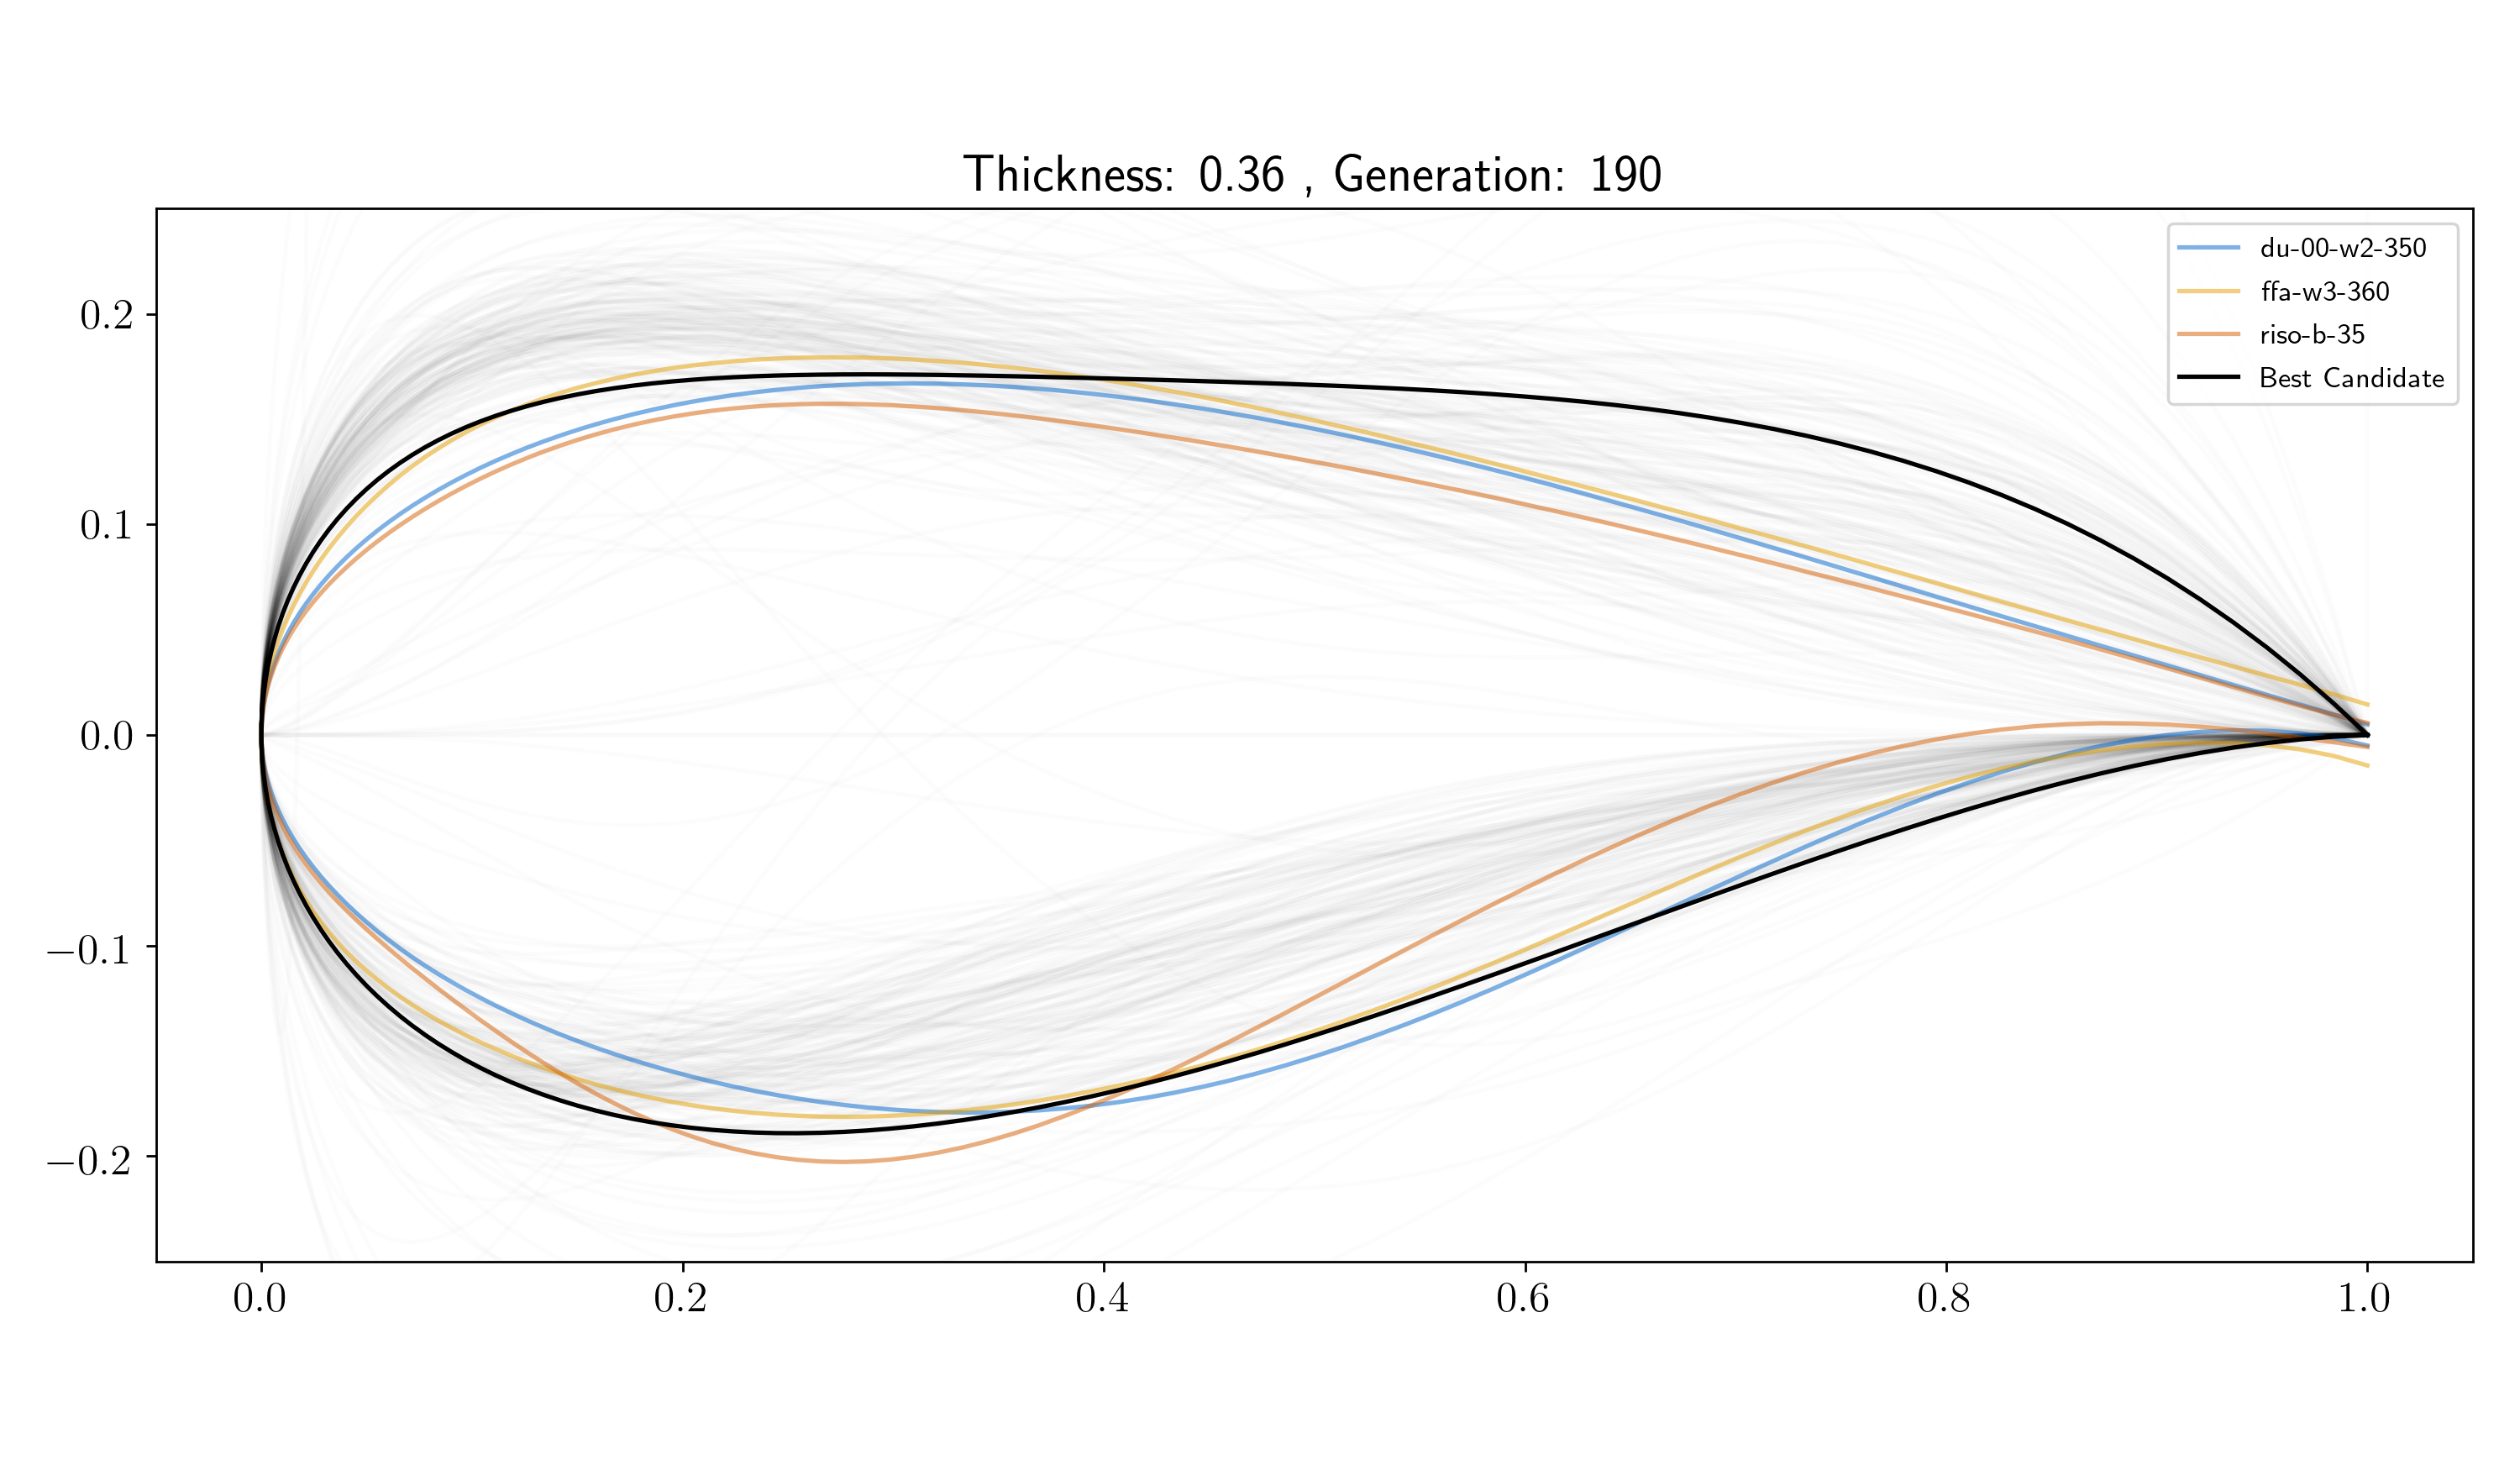 Thickness: 0.36 , Generation: 190
du-00-w2-350
ffa-w3-360
riso-b-35
Best Candidate
0.2
0.1
0.0
−0.1
−0.2
0.0 0.2 0.4 0.6 0.8 1.0